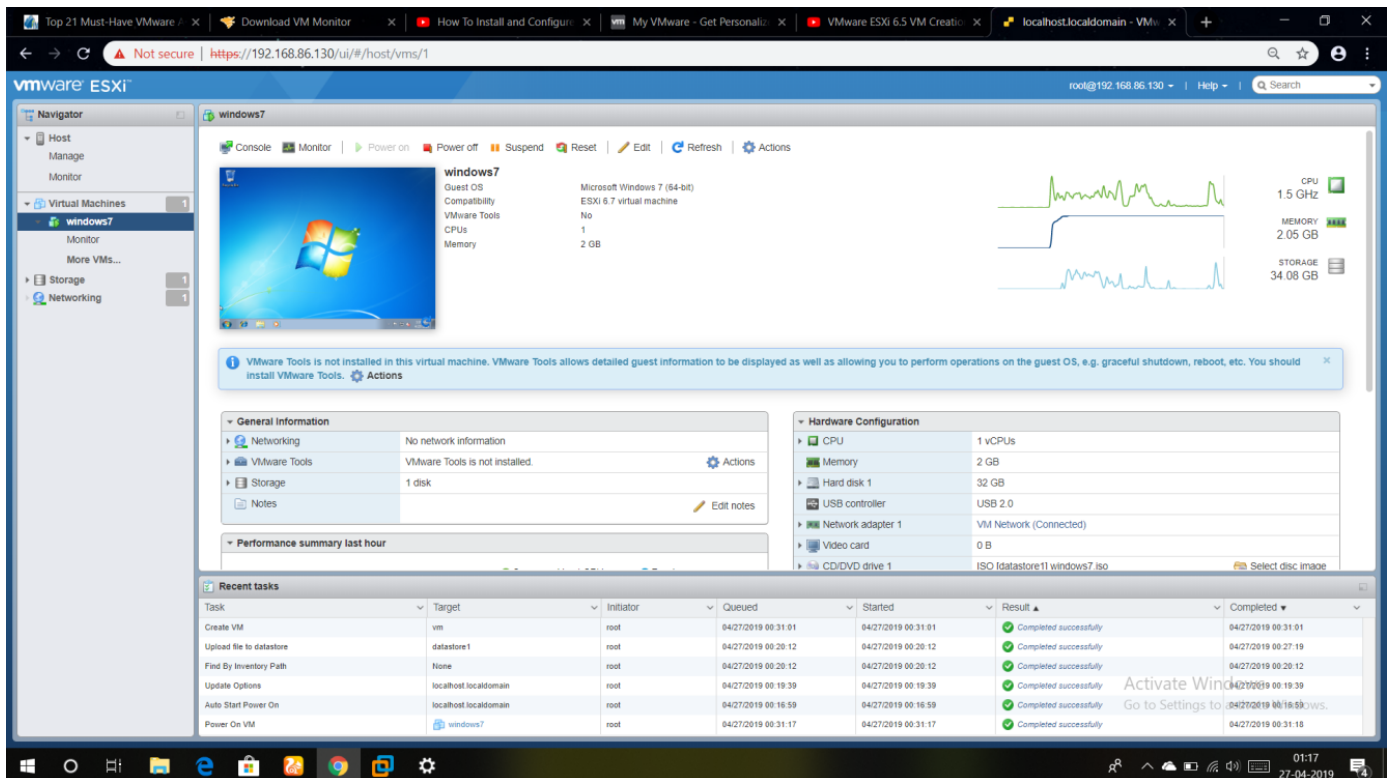 Top 21 Must-Have VMware A
Download VM Monitor
How To Install and Configure
vm My VMware - Get Personaliz
VMware ESXi 6.5 VM Creatio
localhost.localdomain - VMw
Not secure | https://192.168.86.130/ui/#/host/vms/1
vmware ESXi™
root@192.168.86.130 | Help | Search
Navigator
Host
Manage
Monitor
Virtual Machines 1
windows7
Monitor
More VMs...
Storage 1
Networking 1
windows7
Console Monitor | Power on Power off Suspend Reset | Edit | Refresh | Actions
windows7
Guest OS Microsoft Windows 7 (64-bit)
Compatibility ESXi 6.7 virtual machine
VMware Tools No
CPUs 1
Memory 2 GB
CPU
1.5 GHz
MEMORY
2.05 GB
STORAGE
34.08 GB
VMware Tools is not installed in this virtual machine. VMware Tools allows detailed guest information to be displayed as well as allowing you to perform operations on the guest OS, e.g. graceful shutdown, reboot, etc. You should
install VMware Tools. Actions
General Information
Networking No network information
VMware Tools VMware Tools is not installed. Actions
Storage 1 disk
Notes Edit notes
Performance summary last hour
Hardware Configuration
CPU 1 vCPUs
Memory 2 GB
Hard disk 1 32 GB
USB controller USB 2.0
Network adapter 1 VM Network (Connected)
Video card 0 B
CD/DVD drive 1 ISO [datastore1] windows7.iso Select disc image
Recent tasks
Task Target Initiator Queued Started Result Completed
Create VM vm root 04/27/2019 00:31:01 04/27/2019 00:31:01 Completed successfully 04/27/2019 00:31:01
Upload file to datastore datastore1 root 04/27/2019 00:20:12 04/27/2019 00:20:12 Completed successfully 04/27/2019 00:27:19
Find By Inventory Path None root 04/27/2019 00:20:12 04/27/2019 00:20:12 Completed successfully 04/27/2019 00:20:12
Update Options localhost.localdomain root 04/27/2019 00:19:39 04/27/2019 00:19:39 Completed successfully 04/27/2019 00:19:39
Auto Start Power On localhost.localdomain root 04/27/2019 00:16:59 04/27/2019 00:16:59 Completed successfully 04/27/2019 00:16:59
Power On VM windows7 root 04/27/2019 00:31:17 04/27/2019 00:31:17 Completed successfully 04/27/2019 00:31:18
Activate Windows
Go to Settings to activate Windows.
01:17
27-04-2019
4